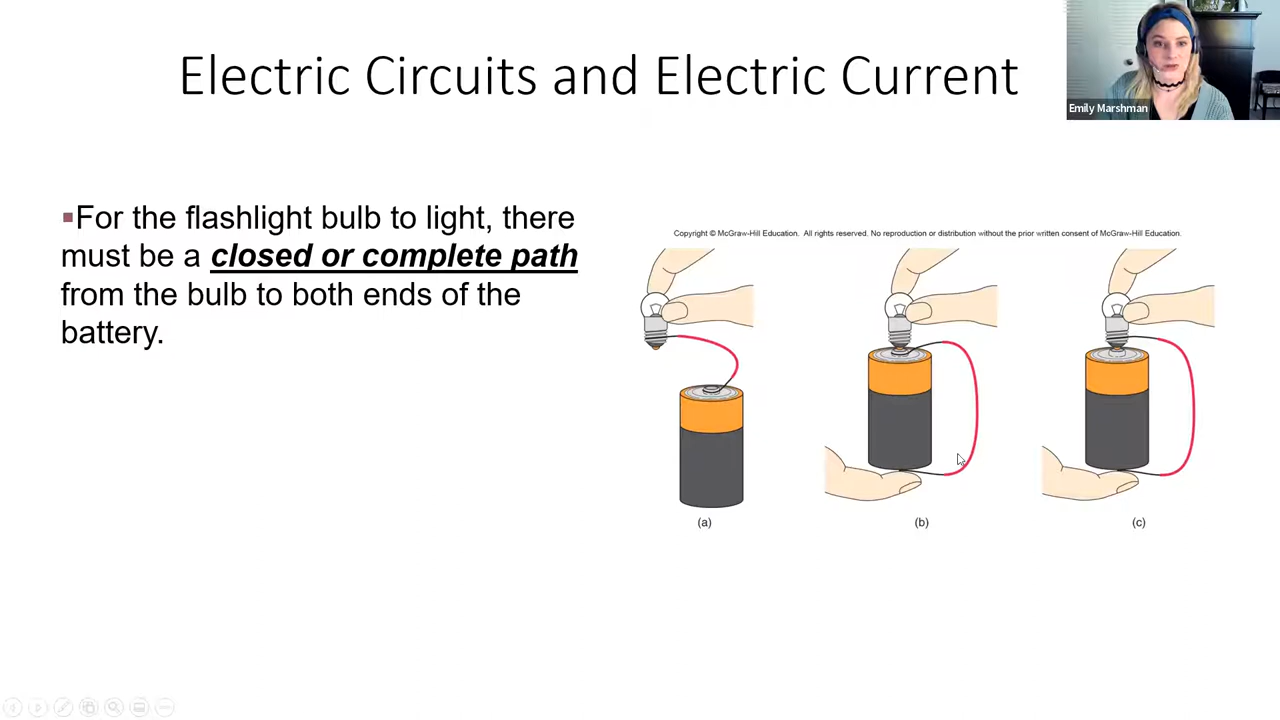 Electric Circuits and Electric Current
Emily Marshman
▪For the flashlight bulb to light, there
must be a closed or complete path
from the bulb to both ends of the
battery.
Copyright © McGraw-Hill Education. All rights reserved. No reproduction or distribution without the prior written consent of McGraw-Hill Education.
(a) (b) (c)